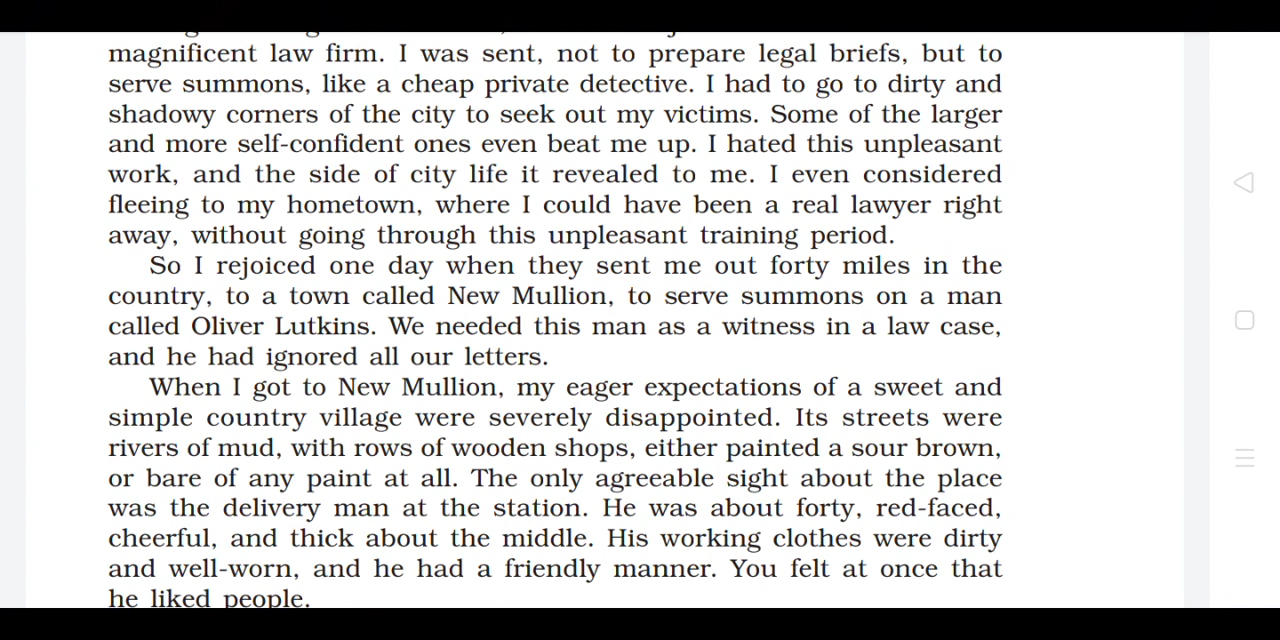 magnificent law firm. I was sent, not to prepare legal briefs, but to
serve summons, like a cheap private detective. I had to go to dirty and
shadowy corners of the city to seek out my victims. Some of the larger
and more self-confident ones even beat me up. I hated this unpleasant
work, and the side of city life it revealed to me. I even considered
fleeing to my hometown, where I could have been a real lawyer right
away, without going through this unpleasant training period.
So I rejoiced one day when they sent me out forty miles in the
country, to a town called New Mullion, to serve summons on a man
called Oliver Lutkins. We needed this man as a witness in a law case,
and he had ignored all our letters.
When I got to New Mullion, my eager expectations of a sweet and
simple country village were severely disappointed. Its streets were
rivers of mud, with rows of wooden shops, either painted a sour brown,
or bare of any paint at all. The only agreeable sight about the place
was the delivery man at the station. He was about forty, red-faced,
cheerful, and thick about the middle. His working clothes were dirty
and well-worn, and he had a friendly manner. You felt at once that
he liked people.